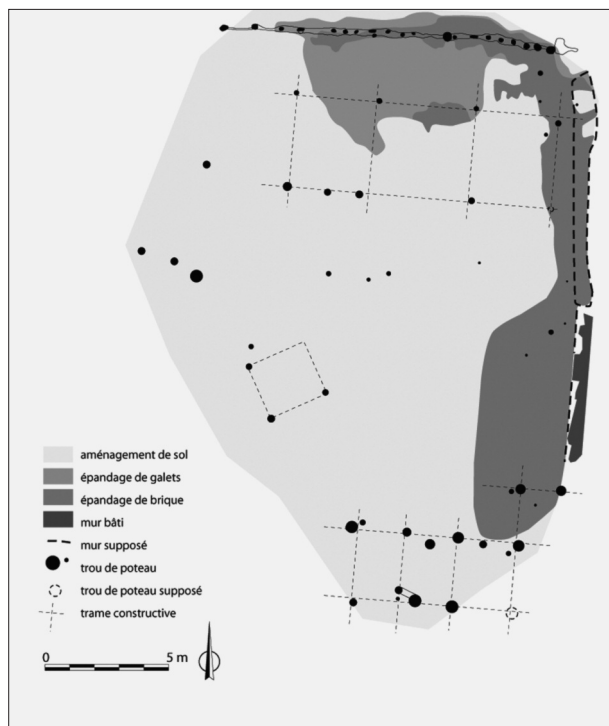 aménagement de sol
épandage de galets
épandage de brique
mur bâti
mur supposé
trou de poteau
trou de poteau supposé
trame constructive
0 5 m